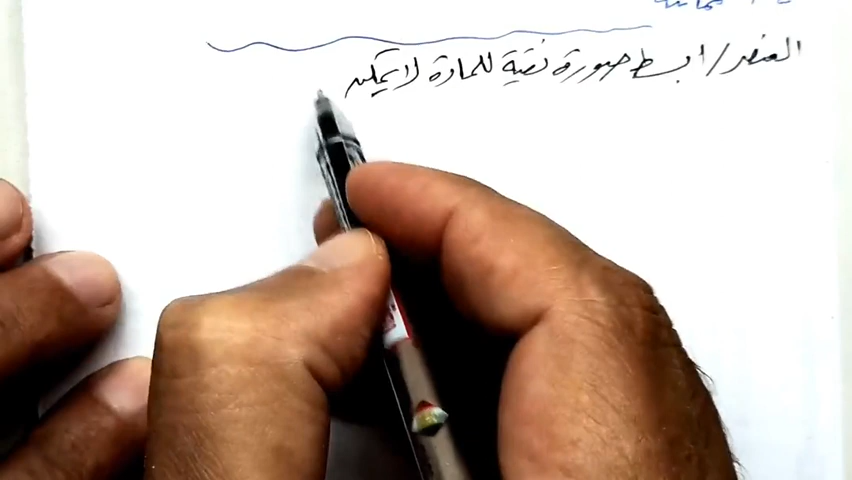 العنصر / ابسط صورة نقية للمادة لا يمكن